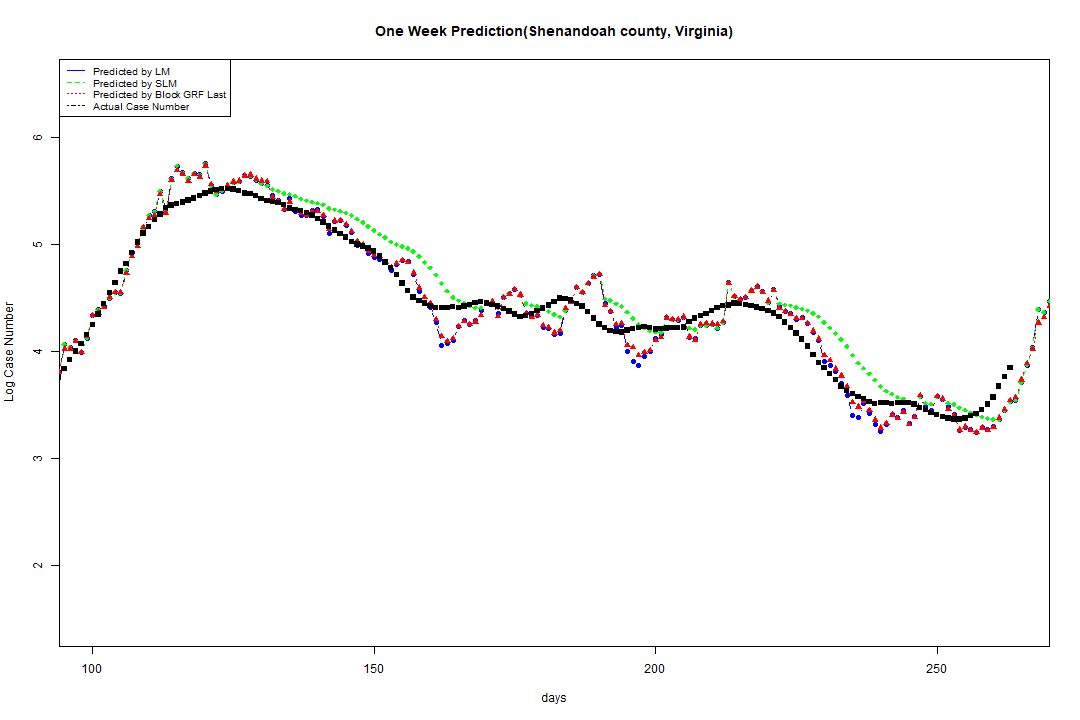 One Week Prediction(Shenandoah county, Virginia)
Predicted by LM
Predicted by SLM
Predicted by Block GRF Last
Actual Case Number
6
5
4
3
2
Log Case Number
100 150 200 250
days